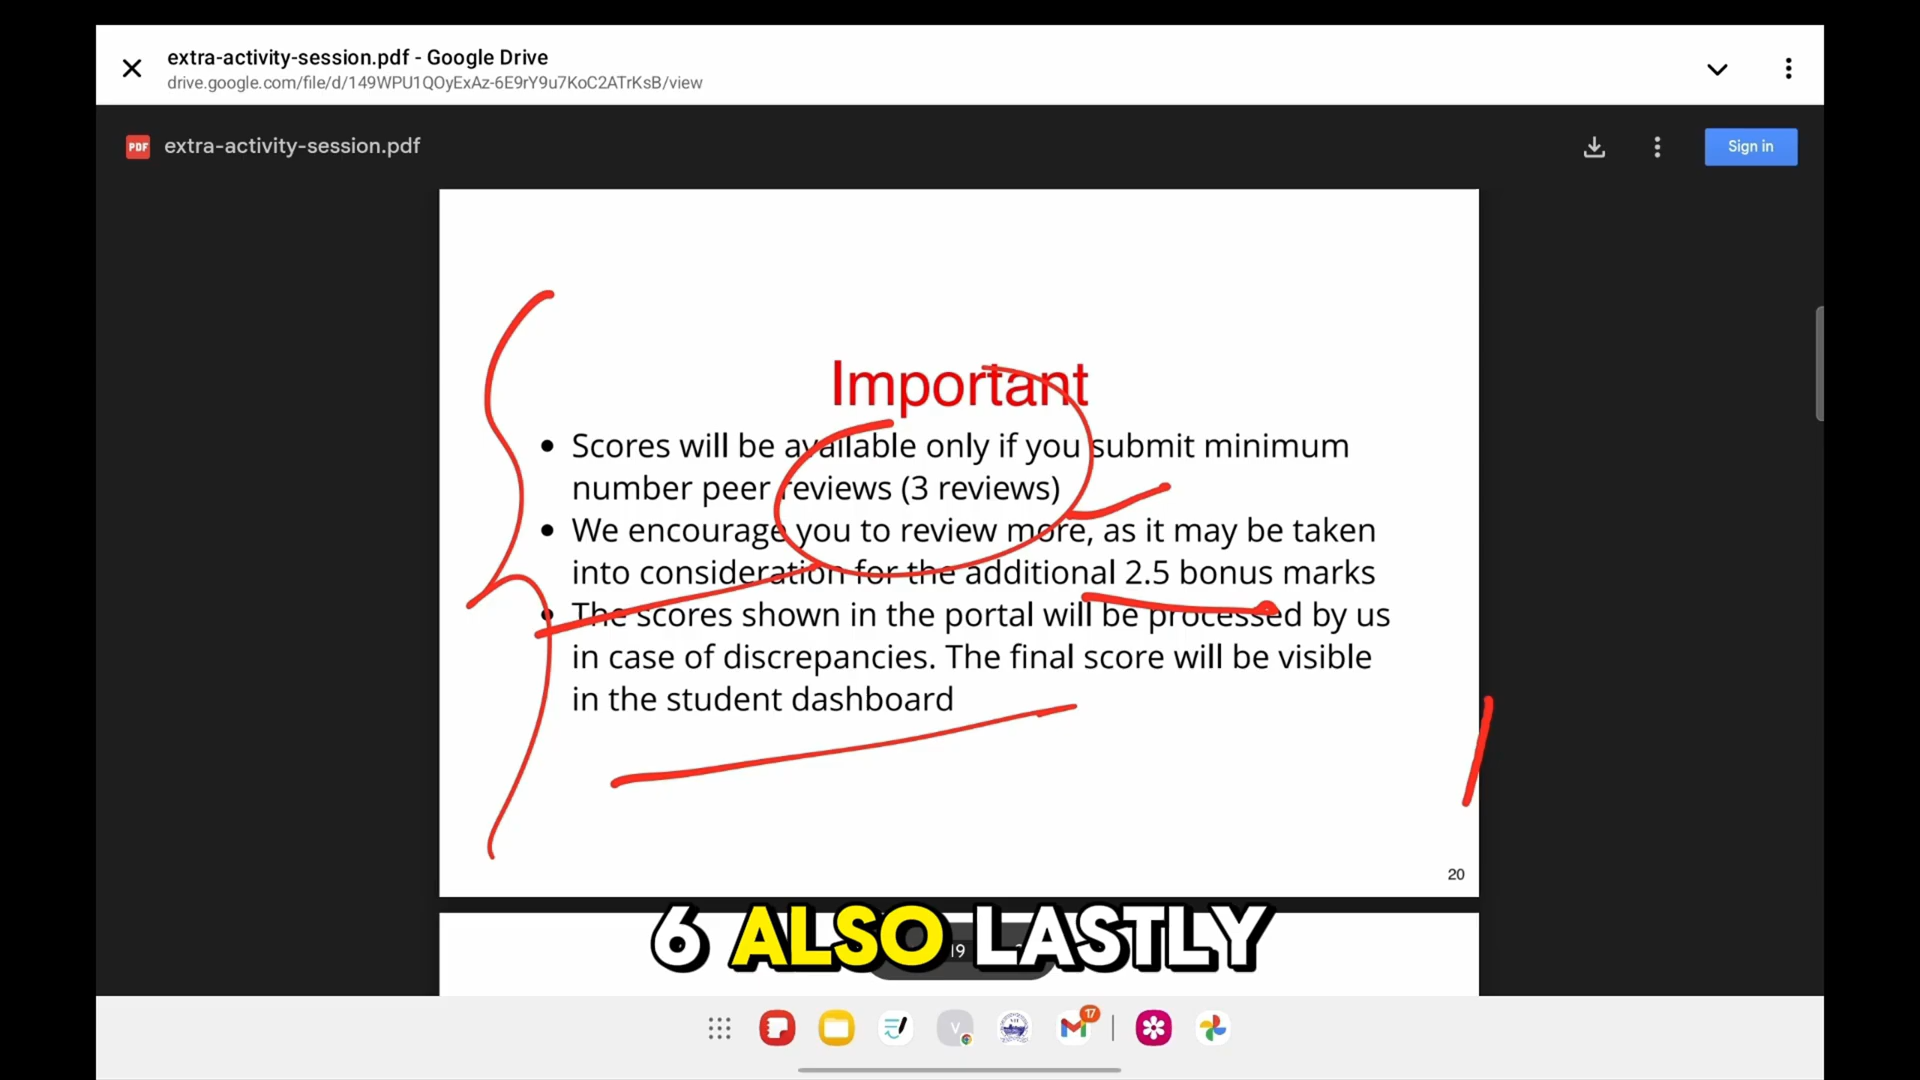 extra-activity-session.pdf - Google Drive
drive.google.com/file/d/149WPU1QOyExAz-6E9rY9u7KoC2ATrKsB/view
PDF extra-activity-session.pdf
Sign in
Important
• Scores will be available only if you submit minimum
number peer reviews (3 reviews)
• We encourage you to review more, as it may be taken
into consideration for the additional 2.5 bonus marks
• The scores shown in the portal will be processed by us
in case of discrepancies. The final score will be visible
in the student dashboard
20
6 ALSO LASTLY
19
V
17